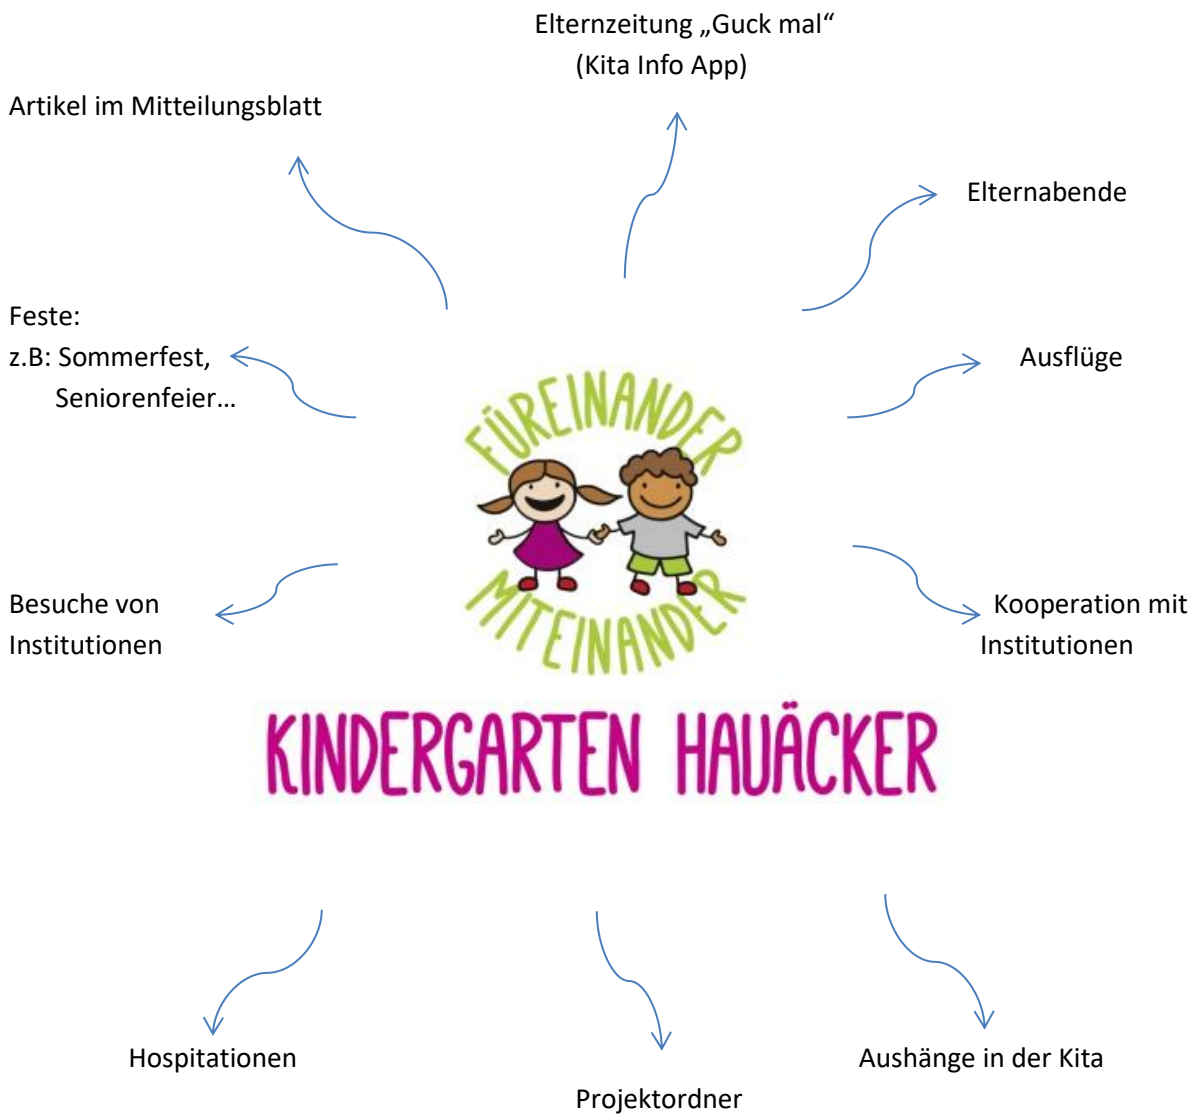 Elternzeitung „Guck mal“
(Kita Info App)
Artikel im Mitteilungsblatt
Elternabende
Feste:
z.B: Sommerfest,
Seniorenfeier…
Ausflüge
FÜREINANDER
MITEINANDER
Besuche von
Institutionen
Kooperation mit
Institutionen
KINDERGARTEN HAUÄCKER
Hospitationen
Aushänge in der Kita
Projektordner